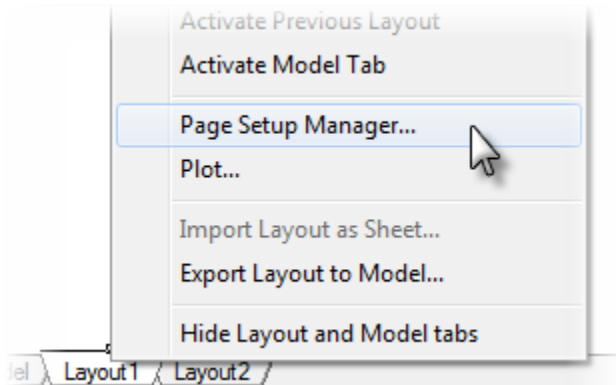 Activate Previous Layout
Activate Model Tab
Page Setup Manager...
Plot...
Import Layout as Sheet...
Export Layout to Model...
Hide Layout and Model tabs
Layout1 Layout2